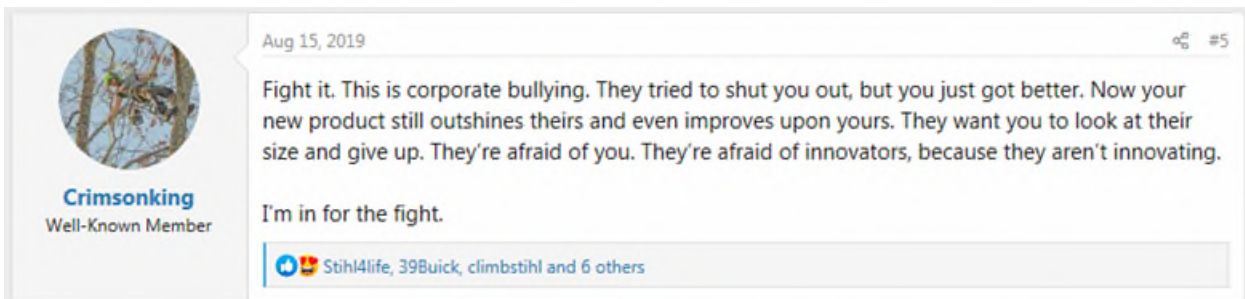 Aug 15, 2019
#5
Fight it. This is corporate bullying. They tried to shut you out, but you just got better. Now your
new product still outshines theirs and even improves upon yours. They want you to look at their
size and give up. They're afraid of you. They're afraid of innovators, because they aren't innovating.
I'm in for the fight.
Crimsonking
Well-Known Member
Stihl4life, 39Buick, climbstihl and 6 others